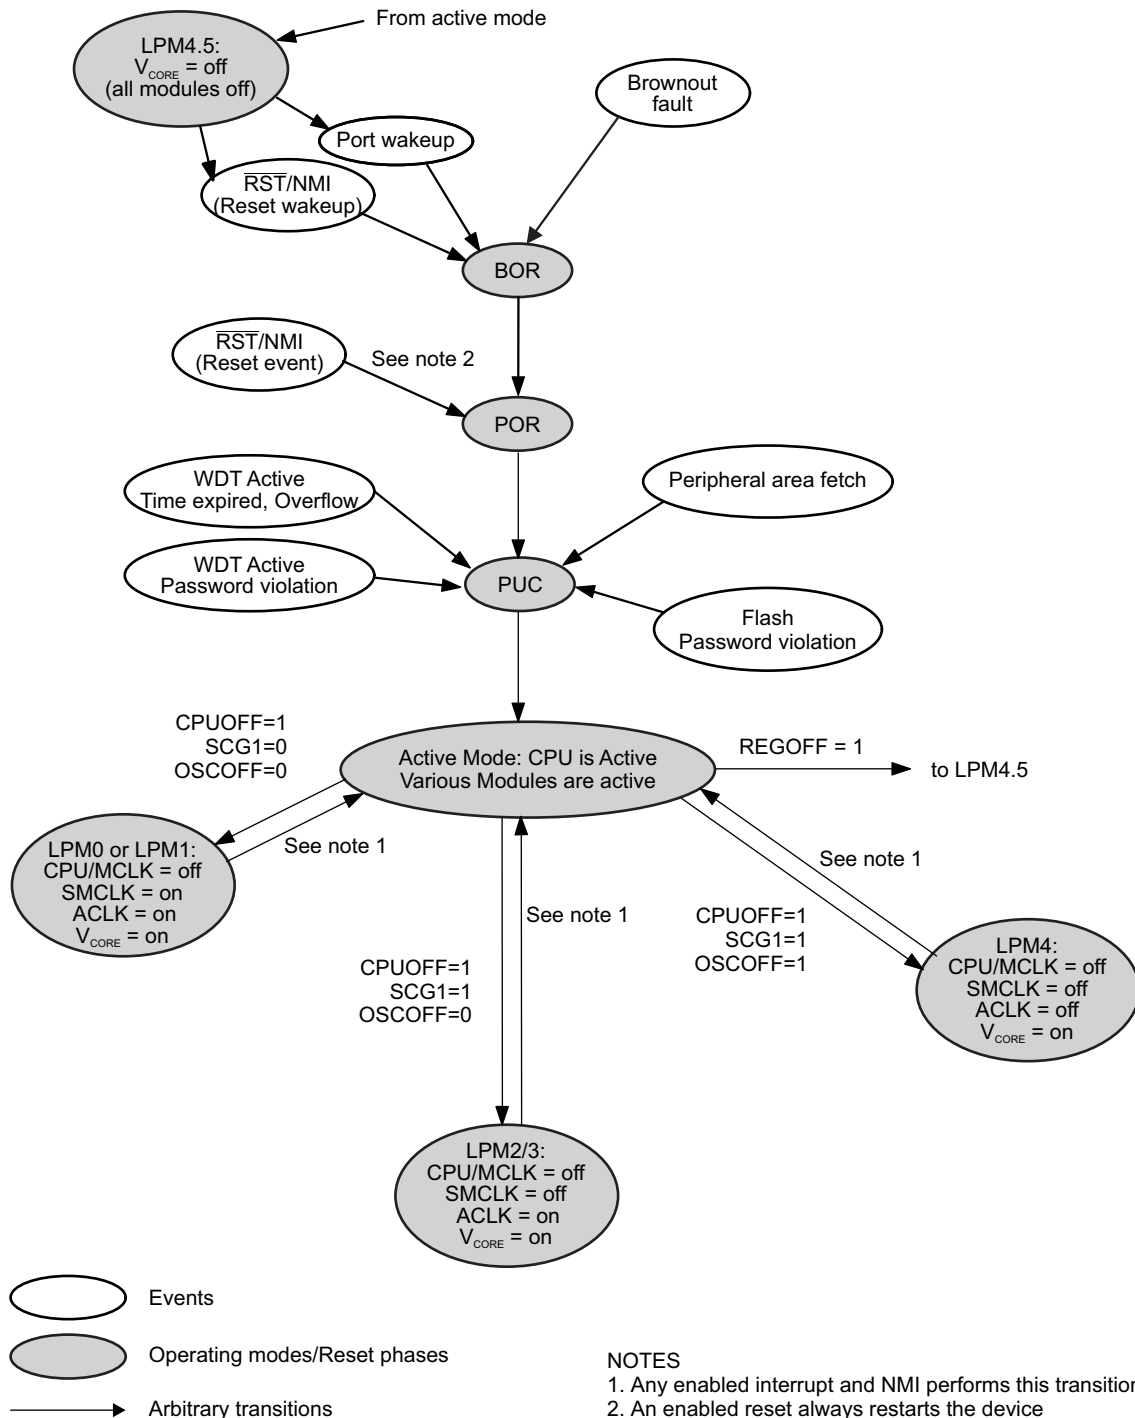 From active mode
LPM4.5:
VCORE = off
(all modules off)
Brownout
fault
Port wakeup
RST/NMI
(Reset wakeup)
BOR
RST/NMI
(Reset event)
See note 2
POR
WDT Active
Time expired, Overflow
Peripheral area fetch
WDT Active
Password violation
PUC
Flash
Password violation
CPUOFF=1
SCG1=0
OSCOFF=0
Active Mode: CPU is Active
Various Modules are active
REGOFF = 1
to LPM4.5
LPM0 or LPM1:
CPU/MCLK = off
SMCLK = on
ACLK = on
VCORE = on
See note 1
See note 1
See note 1
CPUOFF=1
SCG1=1
OSCOFF=0
CPUOFF=1
SCG1=1
OSCOFF=1
LPM4:
CPU/MCLK = off
SMCLK = off
ACLK = off
VCORE = on
LPM2/3:
CPU/MCLK = off
SMCLK = off
ACLK = on
VCORE = on
Events
Operating modes/Reset phases
Arbitrary transitions
NOTES
1. Any enabled interrupt and NMI performs this transition
2. An enabled reset always restarts the device